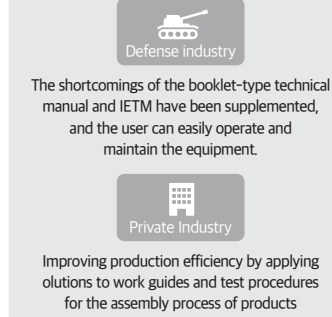 Defense industry
The shortcomings of the booklet-type technical
manual and IETM have been supplemented,
and the user can easily operate and
maintain the equipment.
Private Industry
Improving production efficiency by applying
olutions to work guides and test procedures
for the assembly process of products